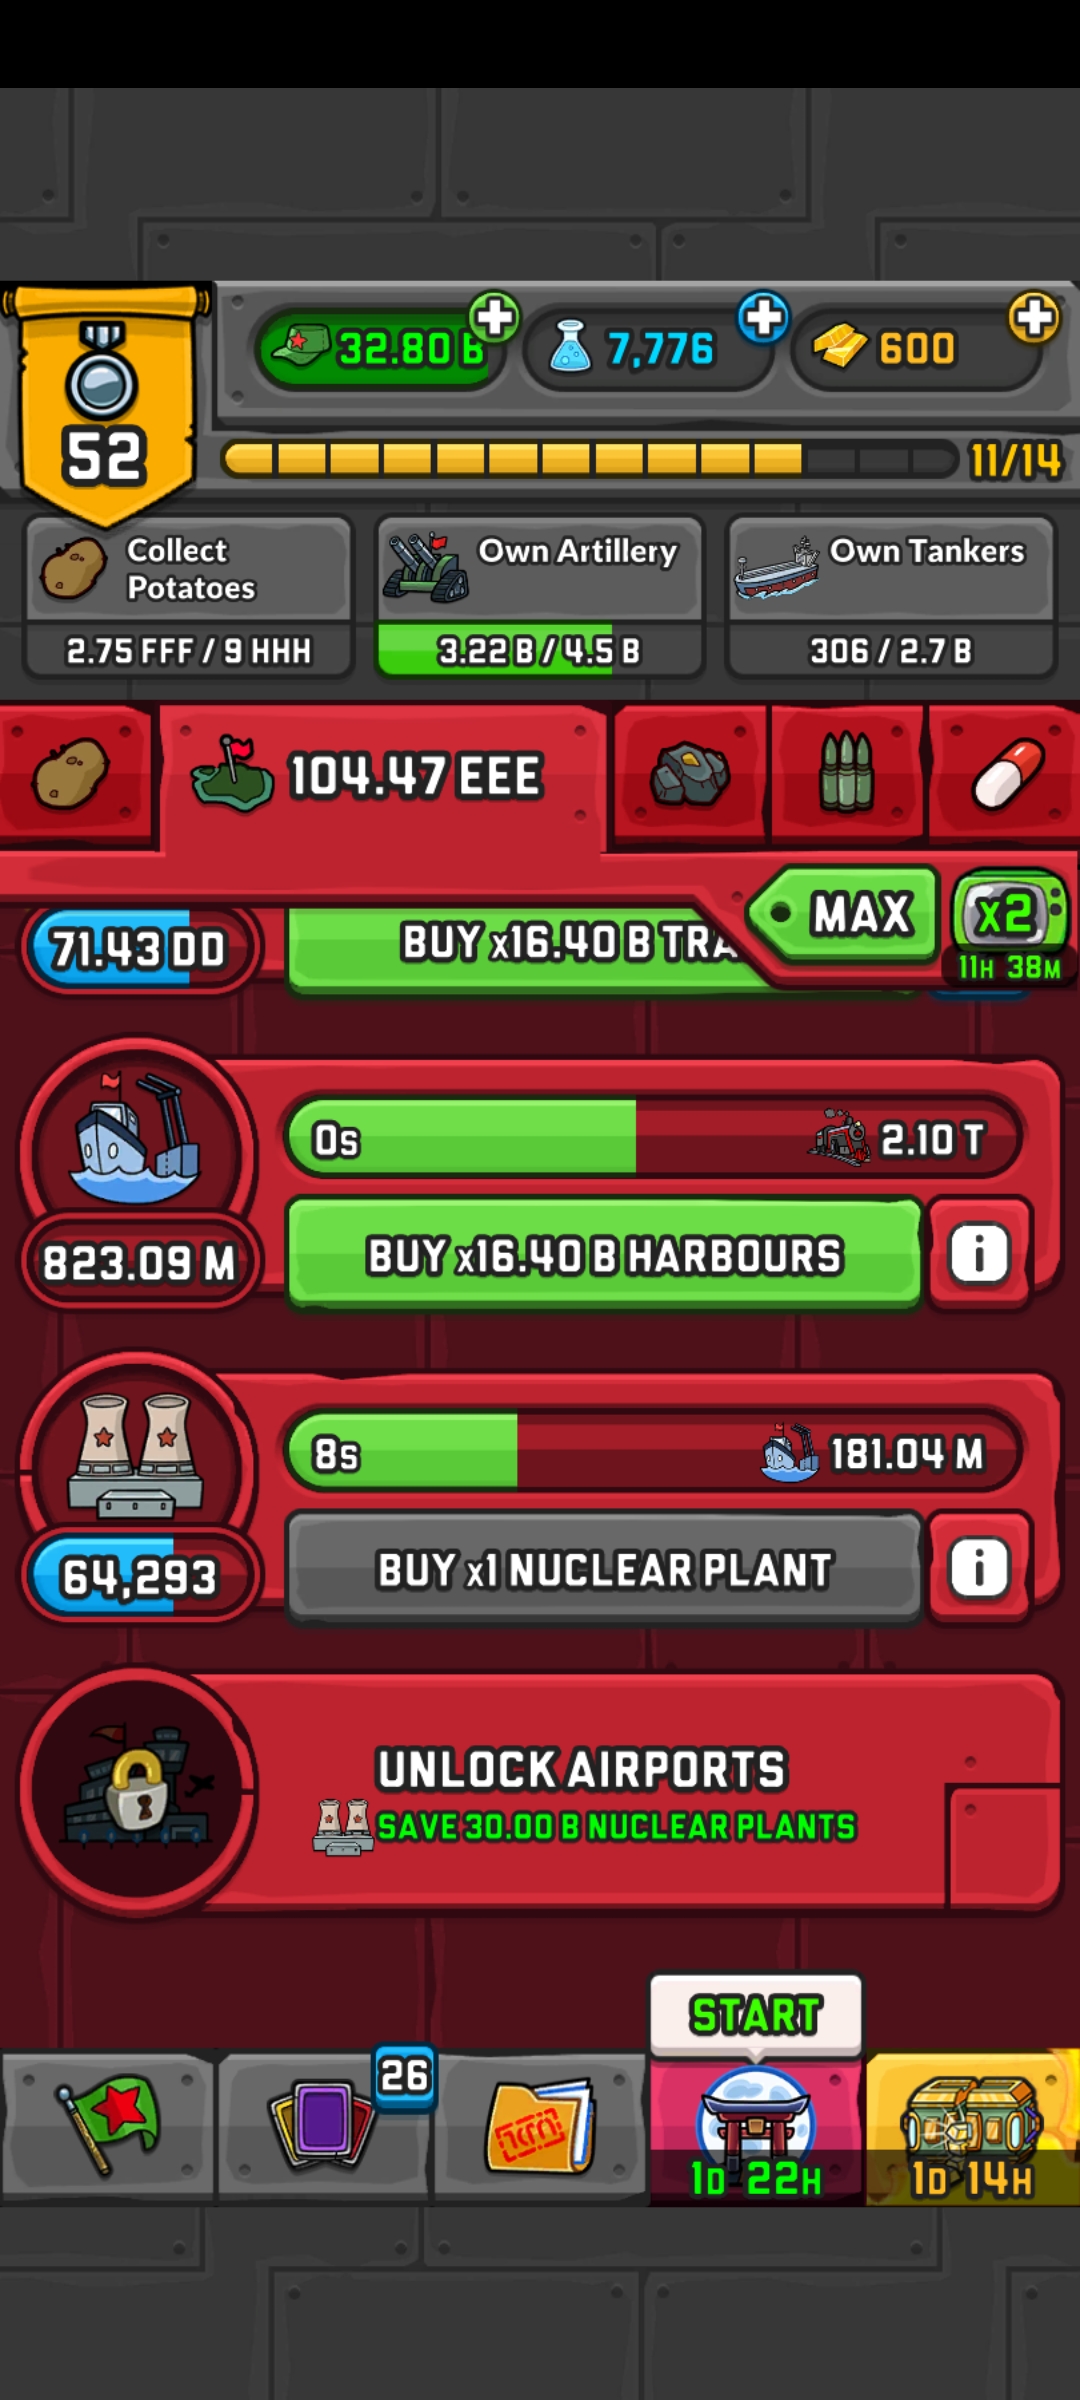 32.80 B
7,776
600
52
11/14
Collect
Potatoes
2.75 FFF / 9 HHH
Own Artillery
3.22 B / 4.5 B
Own Tankers
306 / 2.7 B
104.47 EEE
MAX
x2
11H 38M
71.43 DD
BUY x16.40 B TRA
0s
2.10 T
823.09 M
BUY x16.40 B HARBOURS
i
8s
181.04 M
64,293
BUY x1 NUCLEAR PLANT
i
UNLOCK AIRPORTS
SAVE 30.00 B NUCLEAR PLANTS
START
26
1D 22H
1D 14H